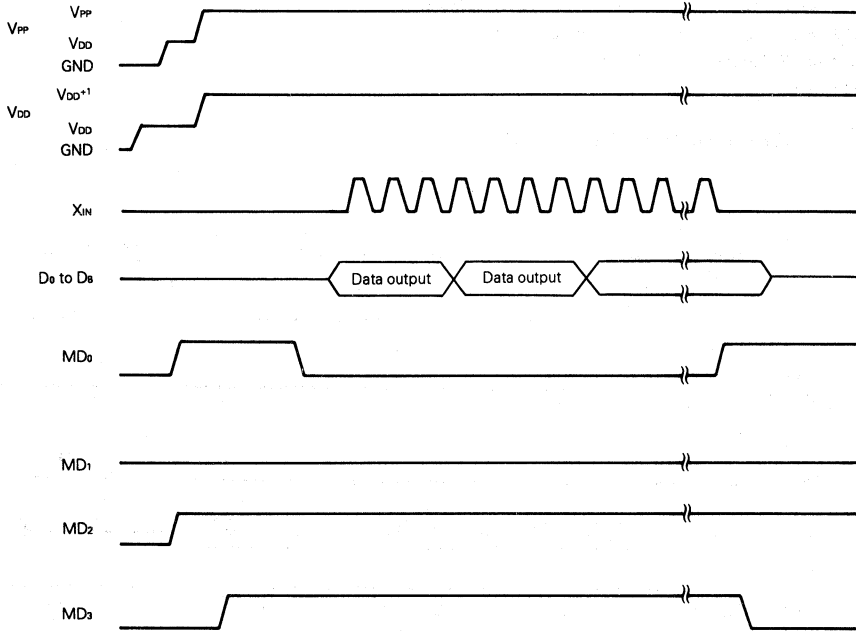 VPP
VPP
VDD
GND
VDD
VDD+1
VDD
GND
XIN
D0 to D8
Data output
Data output
MD0
MD1
MD2
MD3